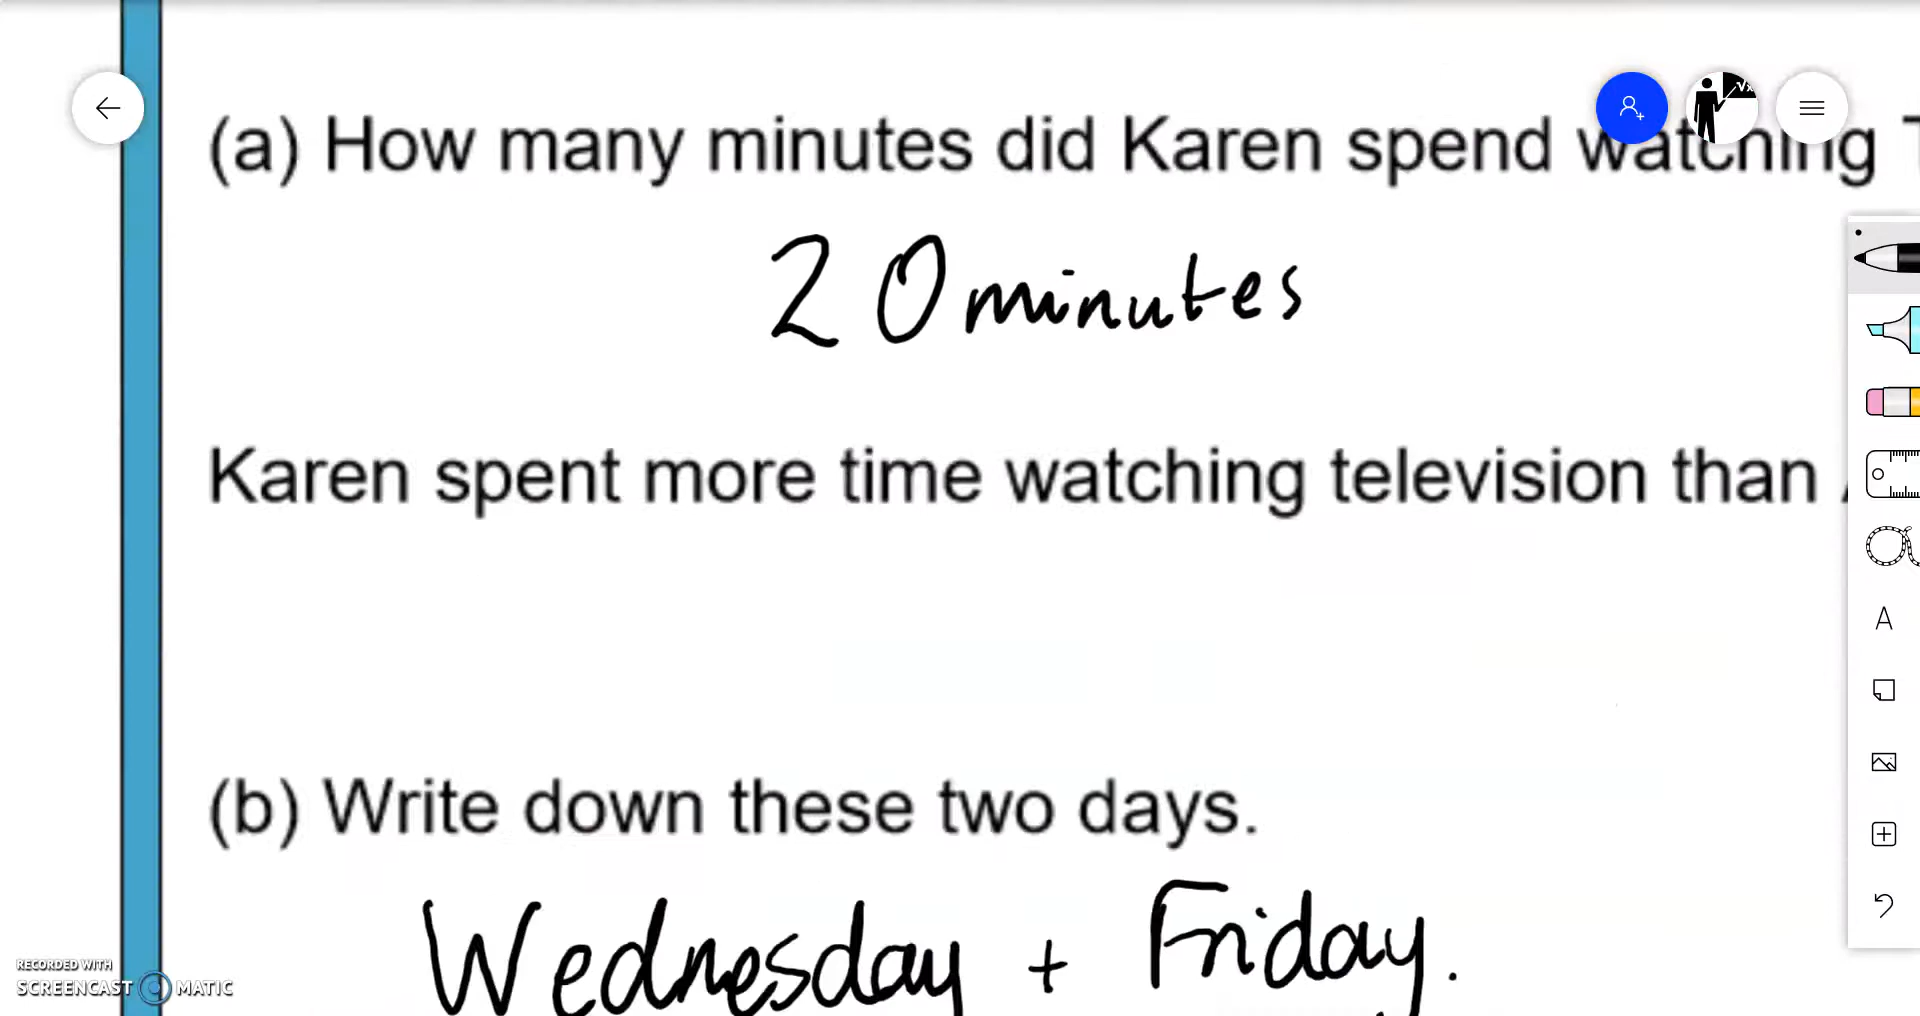 (a) How many minutes did Karen spend watching T
20 minutes
Karen spent more time watching television than
(b) Write down these two days.
Wednesday + Friday.
RECORDED WITH
SCREENCAST MATIC
A